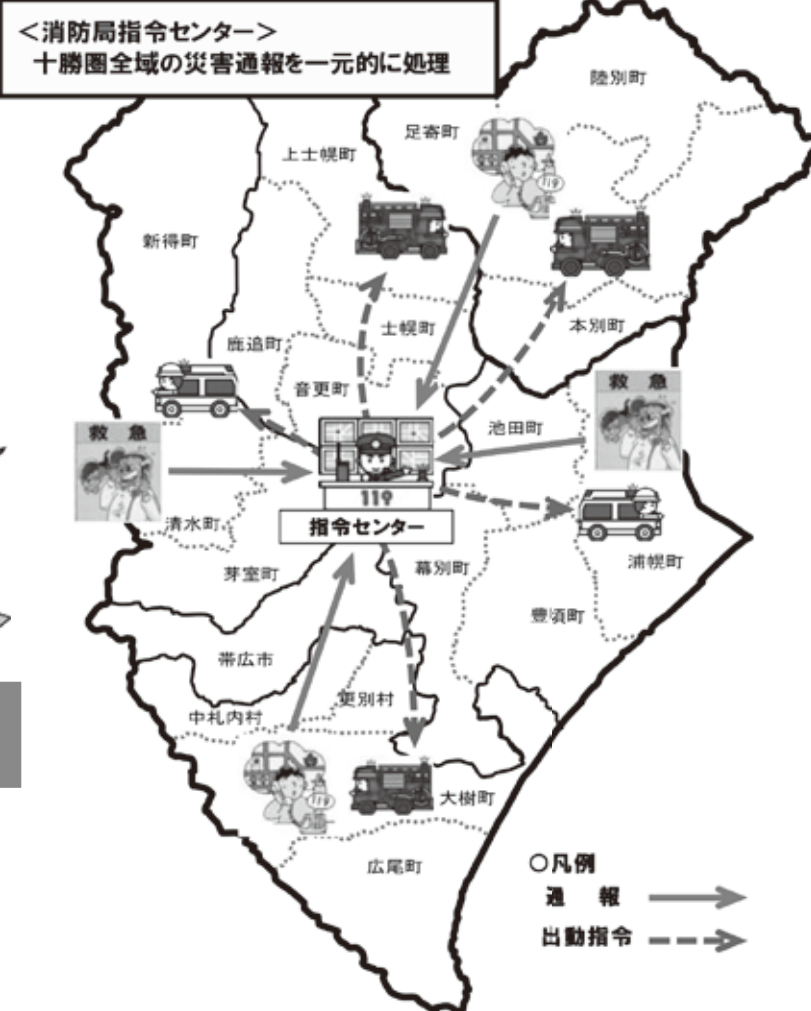 ＜消防局指令センター＞
十勝圏全域の災害通報を一元的に処理
陸別町
足寄町
上士幌町
119
新得町
本別町
士幌町
鹿追町
音更町
救 急
池田町
救 急
119
指令センター
清水町
幕別町
浦幌町
芽室町
豊頃町
帯広市
更別村
中札内村
119
大樹町
広尾町
○凡例
通 報
出動指令